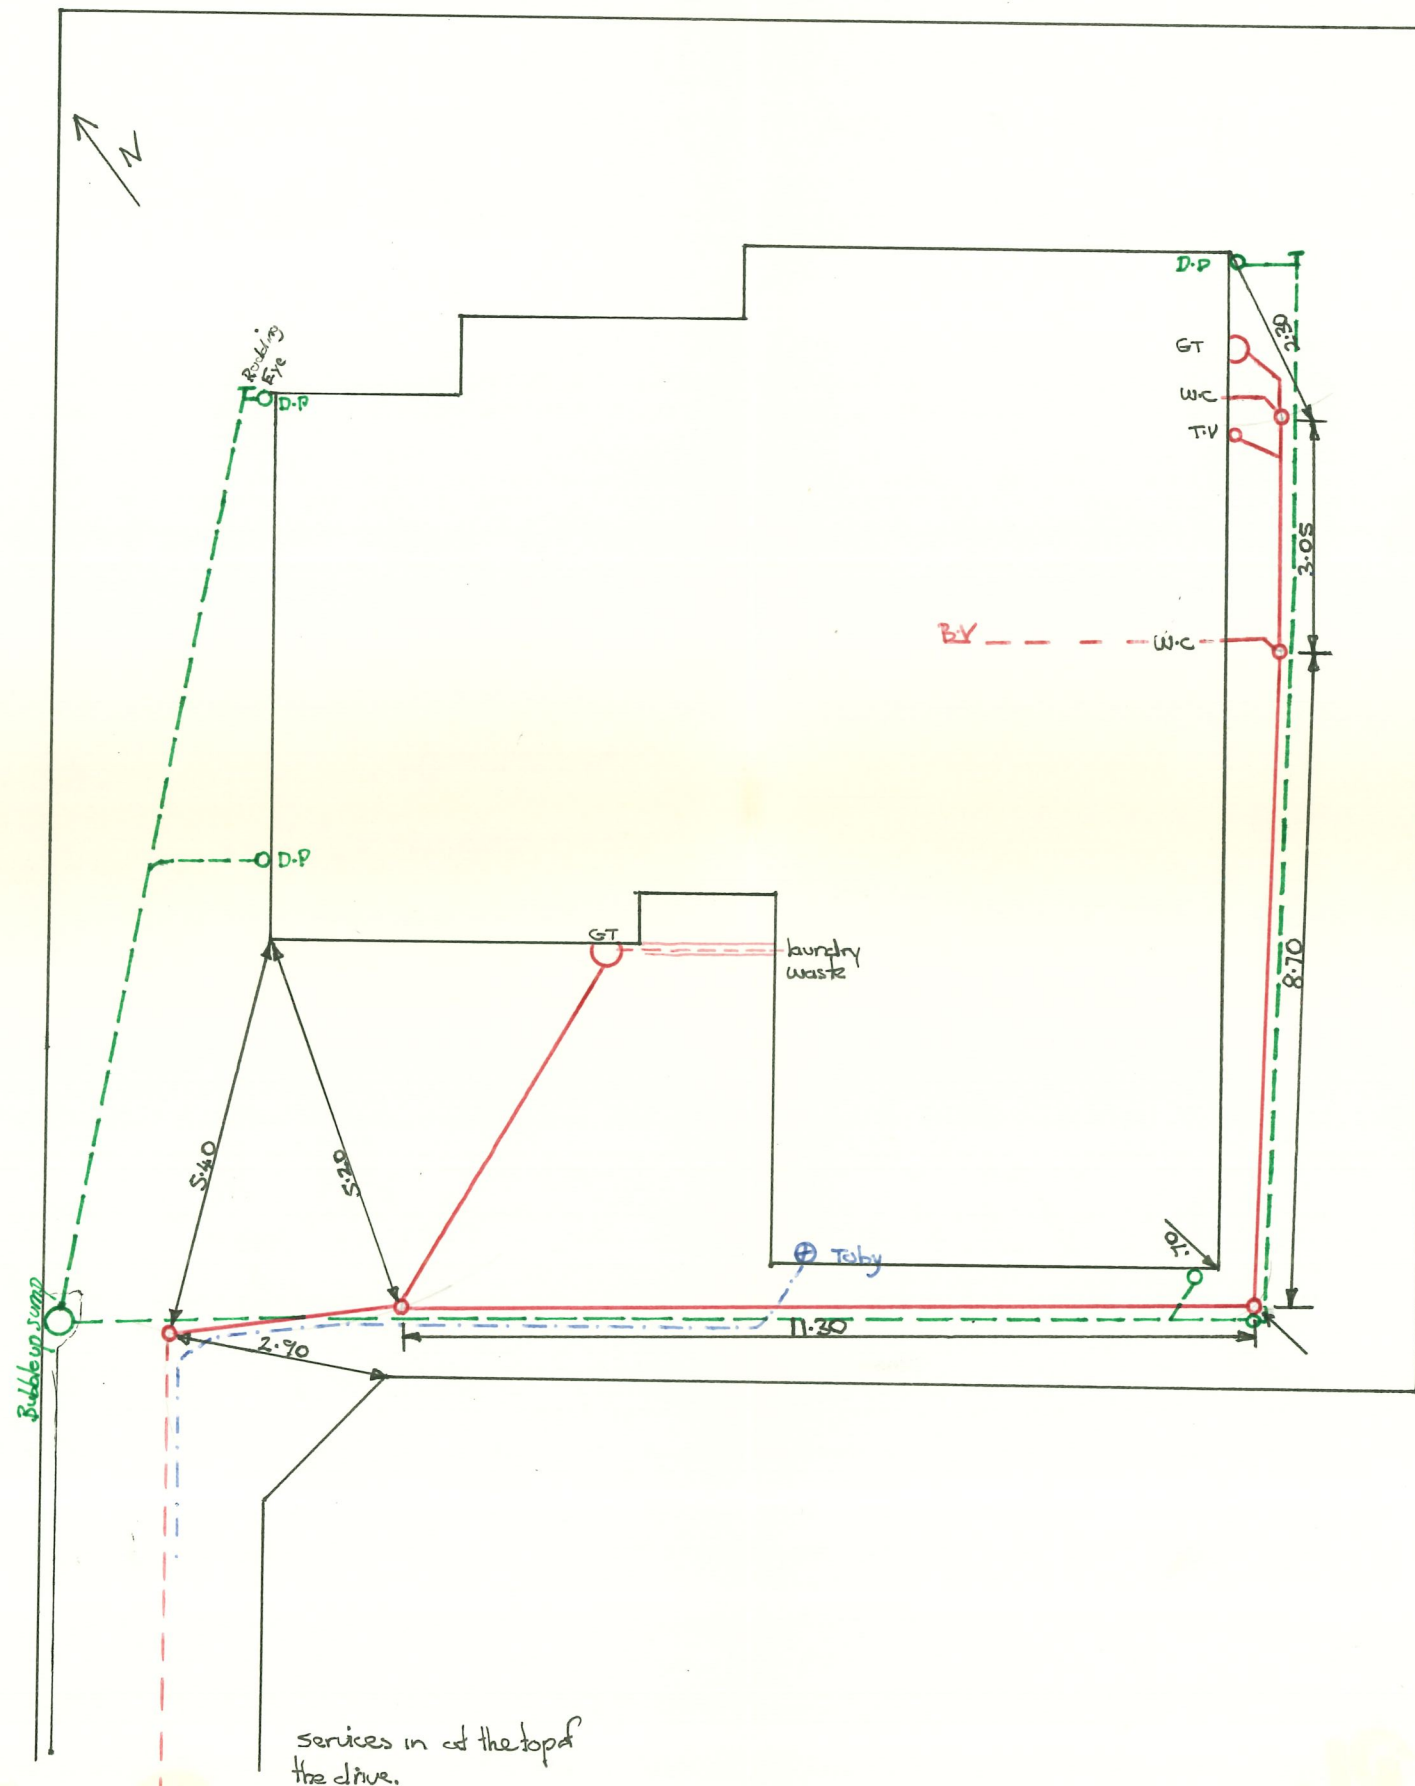 N
D.P
Rodding
Eye
D.P
GT
2.30
W.C
T.V
3.05
B.V
W.C
D.P
GT
laundry
waste
8.70
5.40
5.20
.70
Toby
Bubble up sump
11.30
2.90
services in at the top of
the drive.